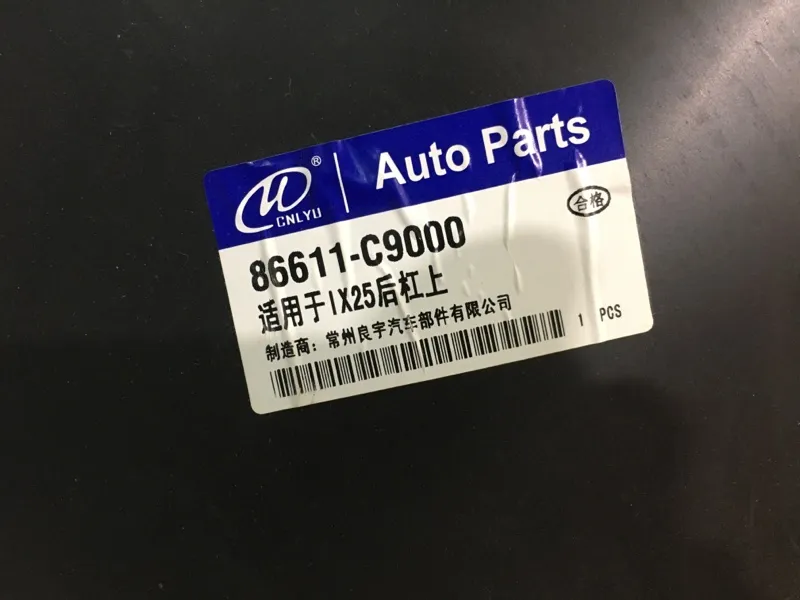 CNLYU ®
Auto Parts
合格
86611-C9000
适用于IX25后杠上
制造商：常州良宇汽车部件有限公司
1 PCS